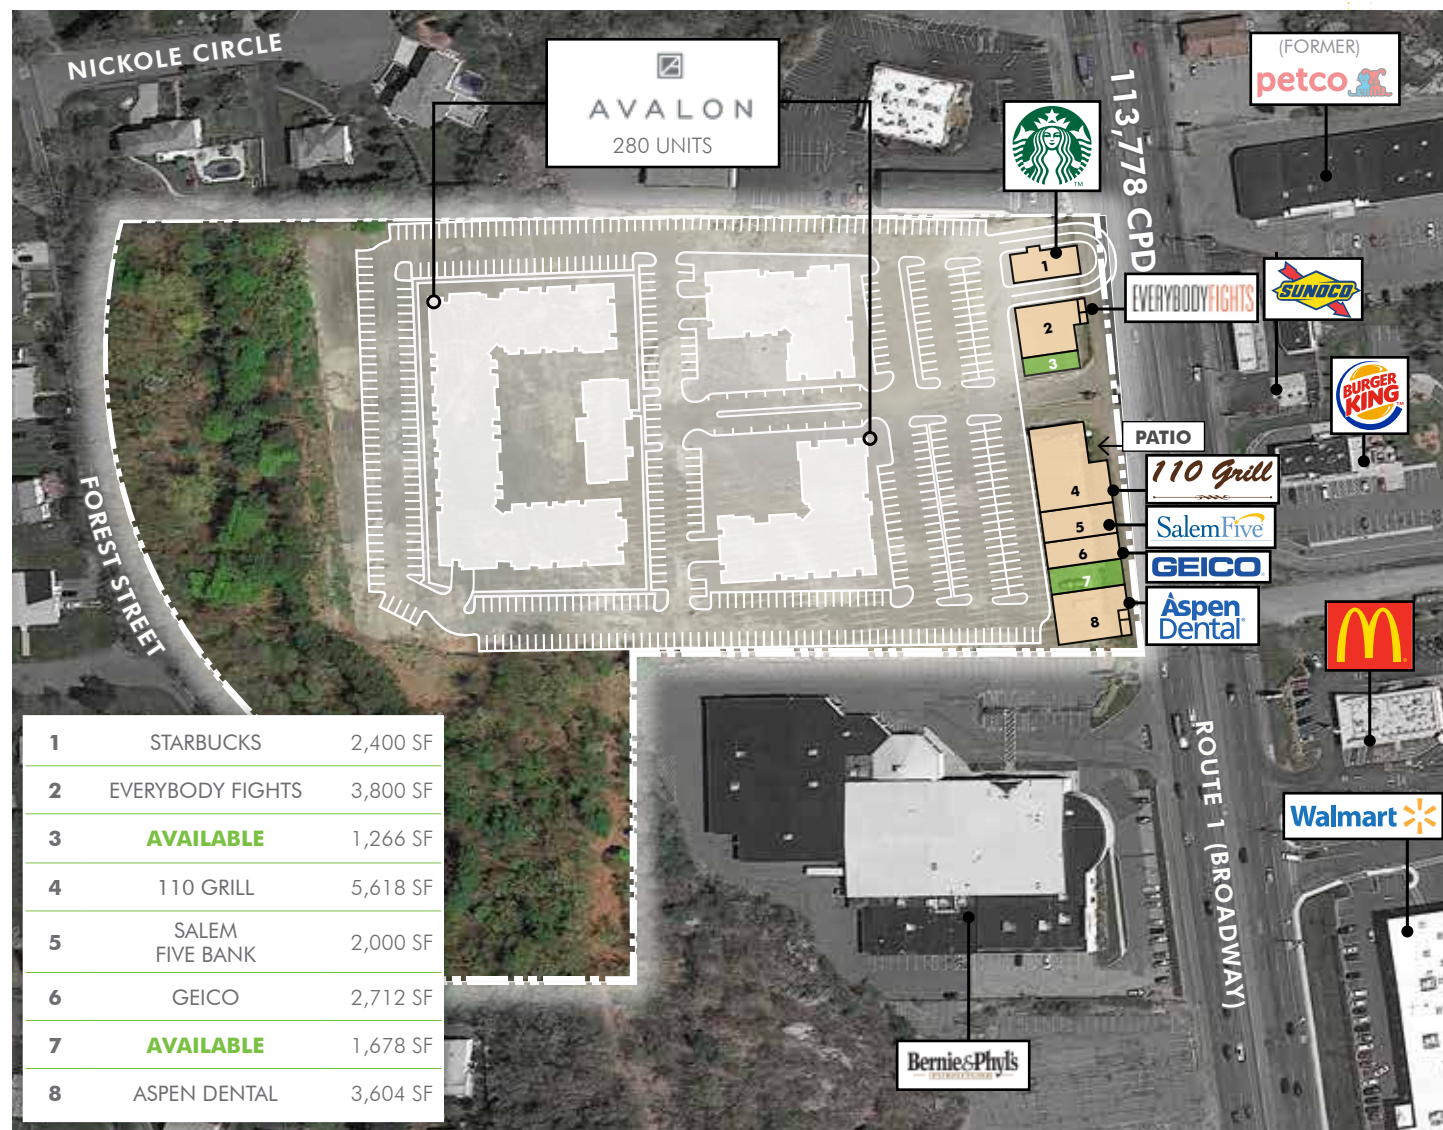 NICKOLE CIRCLE
AVALON
280 UNITS
113,778 CPD
(FORMER)
petco
TM
EVERYBODYFIGHTS
SUNOCO
BURGER
KING
TM
1
2
3
PATIO
110 Grill
4
5
SalemFive
6
GEICO
7
8
Aspen
Dental
FOREST STREET
ROUTE 1 (BROADWAY)
Walmart
Bernie&Phyl's
FURNITURE
1 STARBUCKS 2,400 SF
2 EVERYBODY FIGHTS 3,800 SF
3 AVAILABLE 1,266 SF
4 110 GRILL 5,618 SF
5 SALEM FIVE BANK 2,000 SF
6 GEICO 2,712 SF
7 AVAILABLE 1,678 SF
8 ASPEN DENTAL 3,604 SF